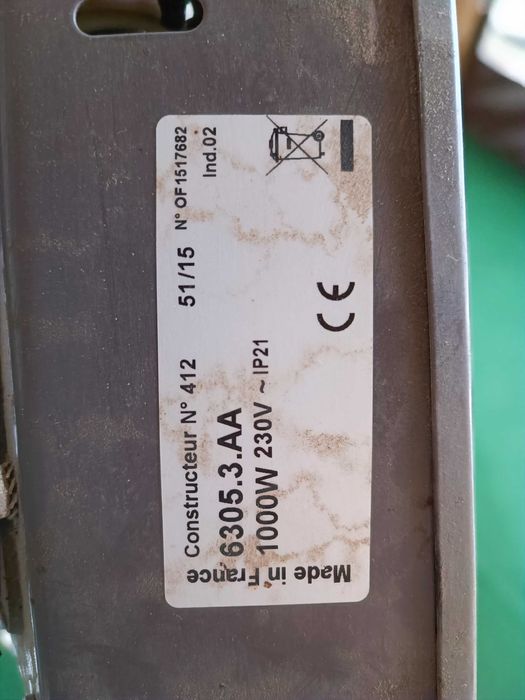 Constructeur N° 412 51/15 N° OF1517682
6305.3.AA Ind.02
1000W 230V ~ IP21
Made in France
CE